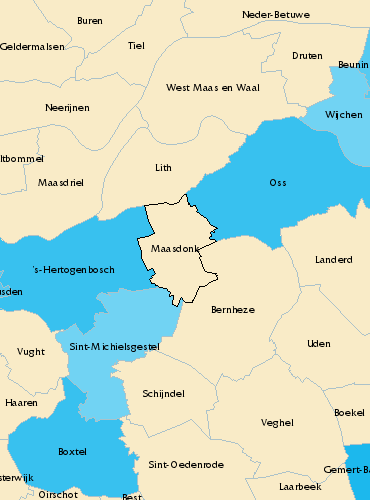 Neder-Betuwe
Buren
Geldermalsen
Tiel
Druten
Beunin
West Maas en Waal
Neerijnen
Wijchen
ltbommel
Lith
Maasdriel
Oss
Maasdonk
Landerd
's-Hertogenbosch
usden
Bernheze
Sint-Michielsgestel
Uden
Vught
Schijndel
Haaren
Boekel
Veghel
Boxtel
Sint-Oedenrode
Gemert-Ba
sterwijk
Laarbeek
Oirschot
Best